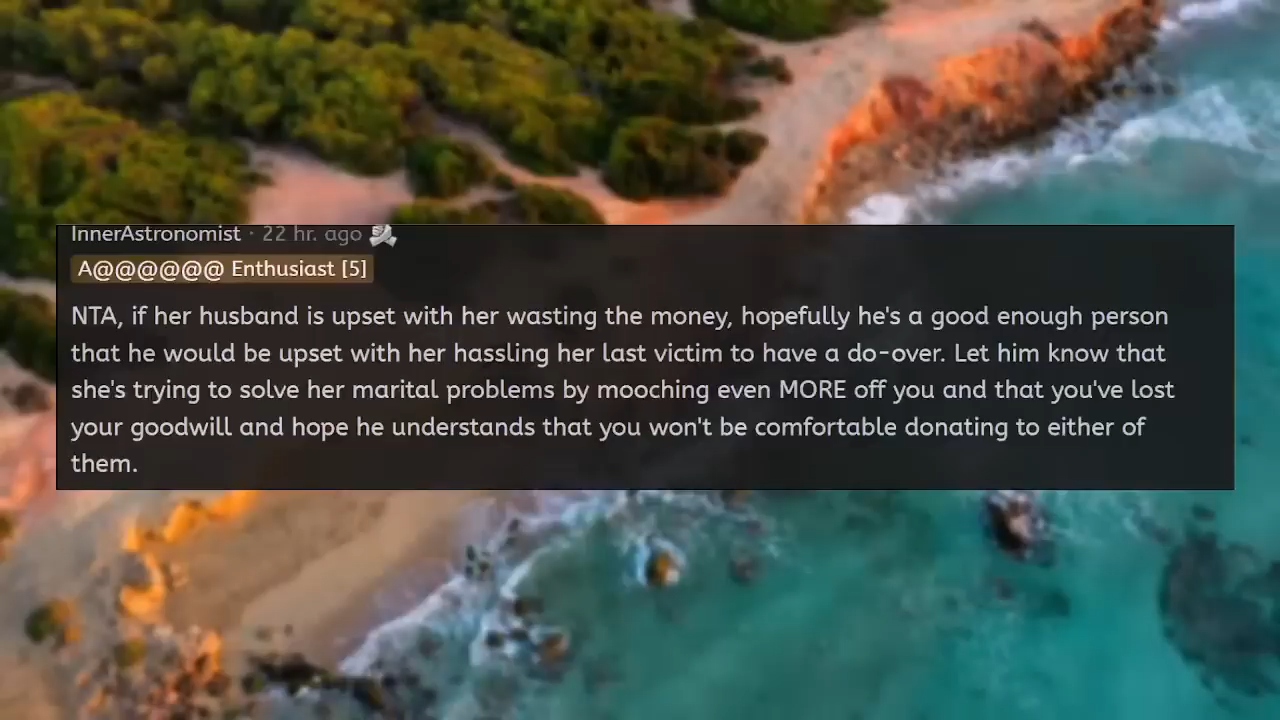 InnerAstronomist · 22 hr. ago
A@@@@@@ Enthusiast [5]
NTA, if her husband is upset with her wasting the money, hopefully he's a good enough person
that he would be upset with her hassling her last victim to have a do-over. Let him know that
she's trying to solve her marital problems by mooching even MORE off you and that you've lost
your goodwill and hope he understands that you won't be comfortable donating to either of
them.